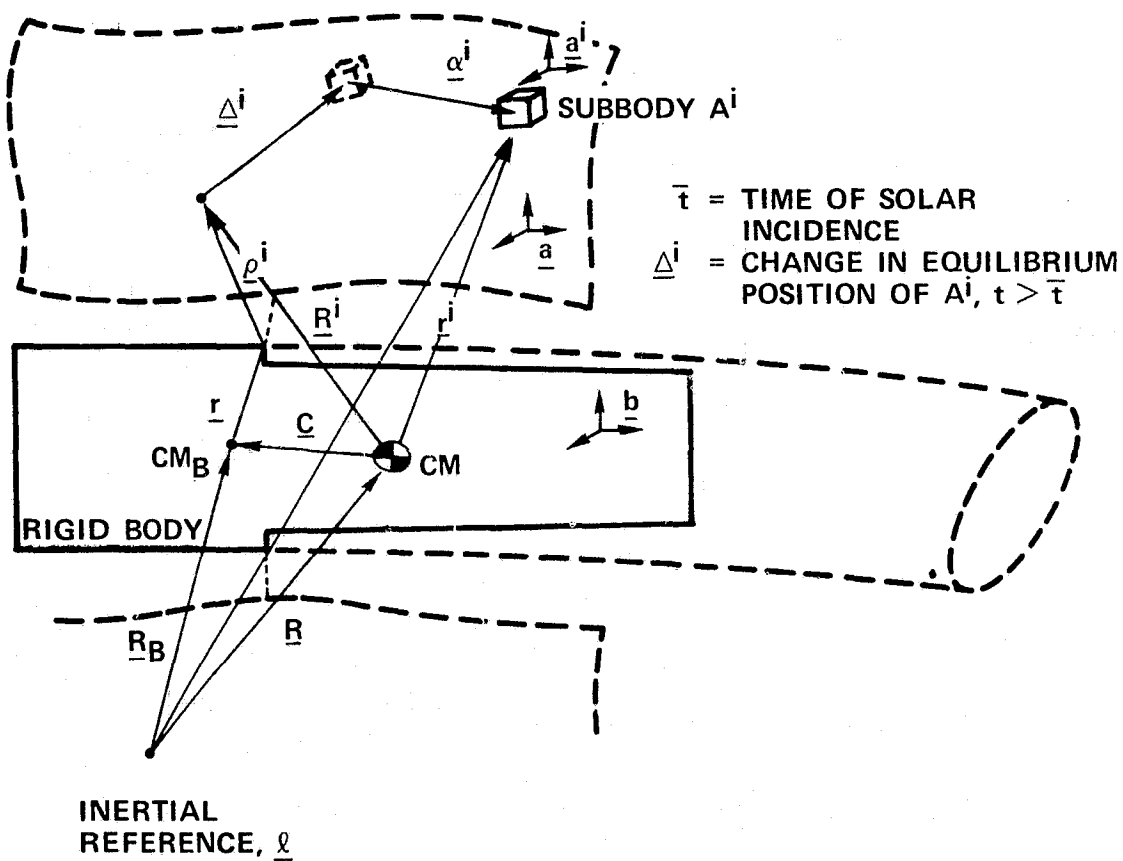 a^i
α^i
Δ^i
SUBBODY A^i
t̄ = TIME OF SOLAR
INCIDENCE
Δ^i = CHANGE IN EQUILIBRIUM
POSITION OF A^i, t > t̄
a
ρ^i
R^i
r^i
r
C
b
CM_B
CM
RIGID BODY
R_B
R
INERTIAL
REFERENCE, ℓ